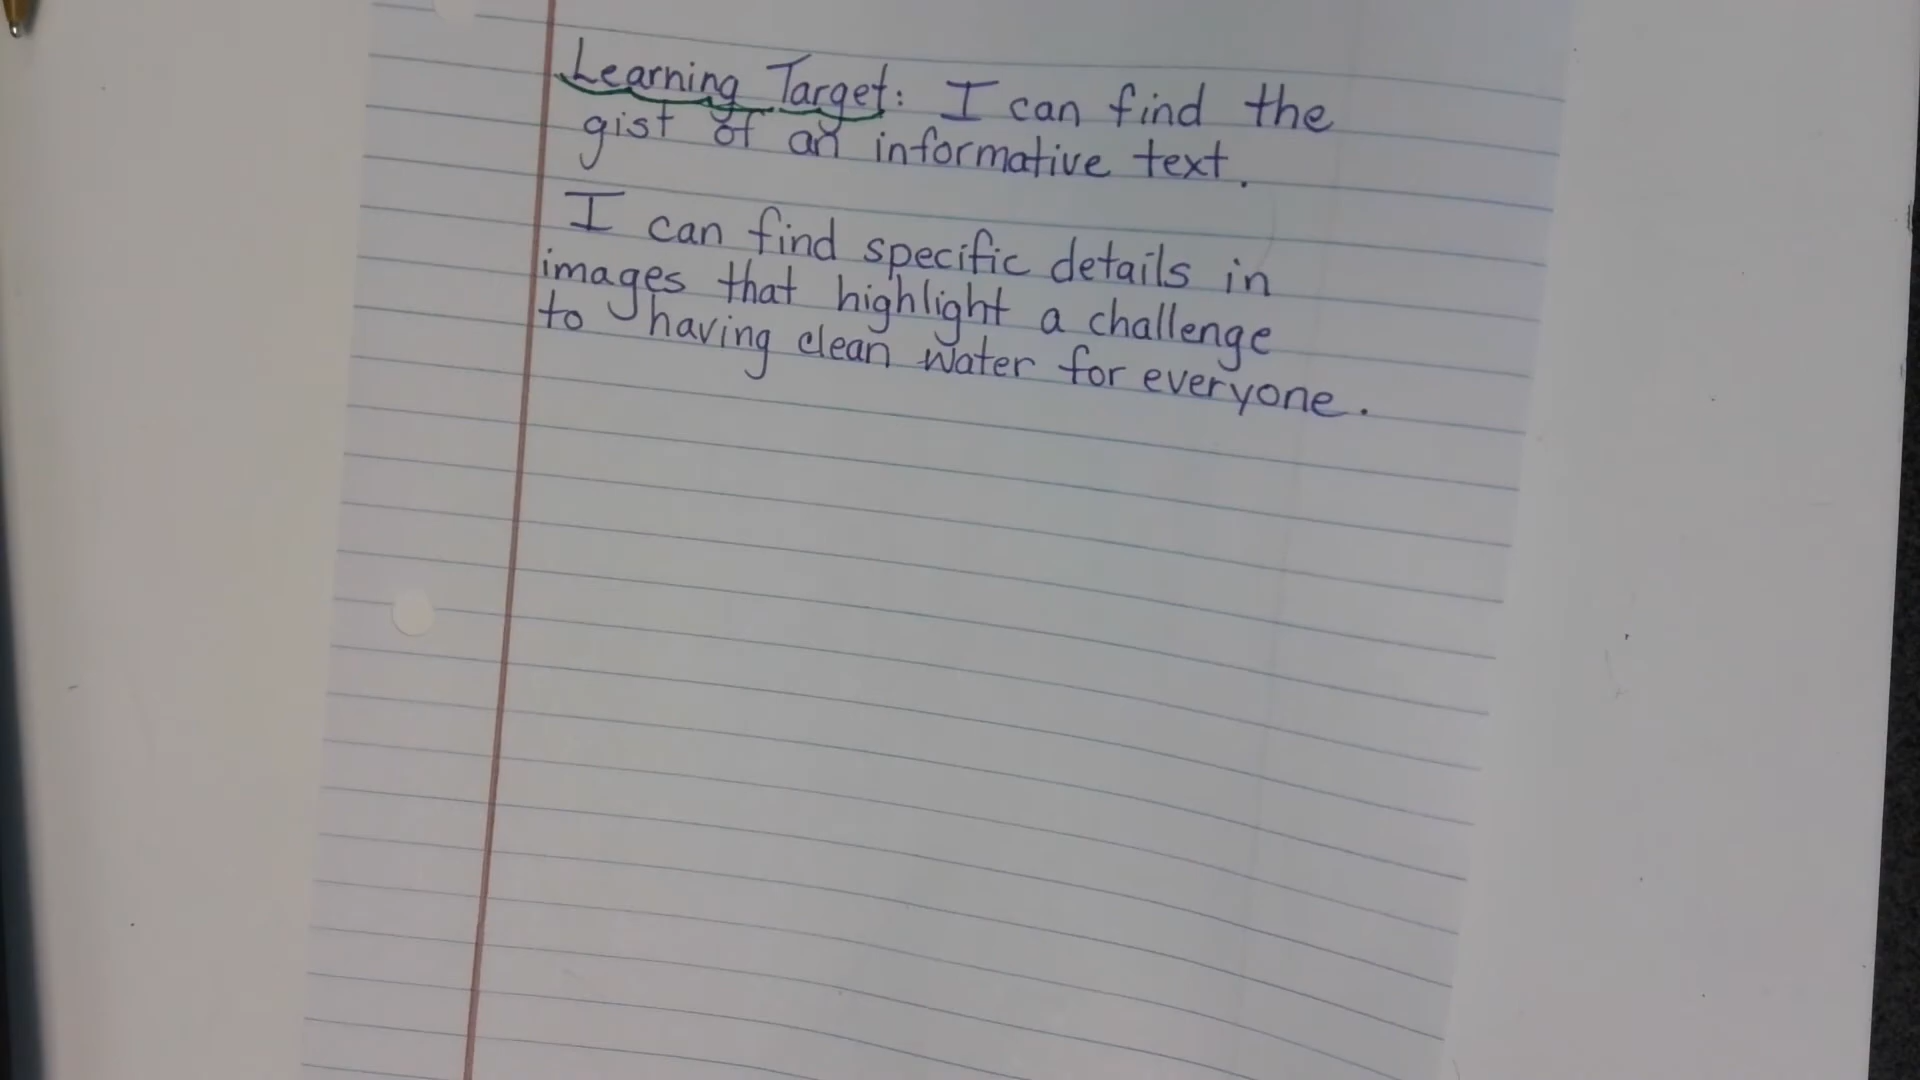 Learning Target: I can find the
gist of an informative text.
I can find specific details in
images that highlight a challenge
to having clean water for everyone.